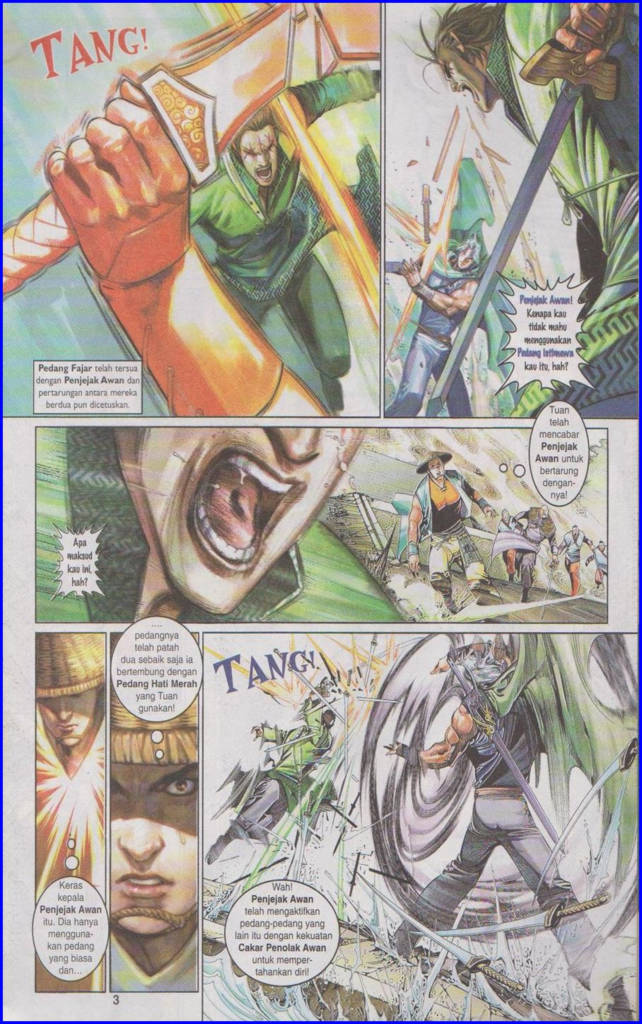 TANG!
Pedang Fajar telah tersua
dengan Penjejak Awan dan
pertarungan antara mereka
berdua pun dicetuskan.
Penjejak Awan!
Kenapa kau
tidak mahu
menggunakan
Pedang Istimewa
kau itu, hah?
Apa
maksud
kau ini,
hah?
Tuan
telah
mencabar
Penjejak
Awan untuk
bertarung
dengan-
nya!
Keras
kepala
Penjejak Awan
itu. Dia hanya
mengguna-
kan pedang
yang biasa
dan…
....
pedangnya
telah patah
dua sebaik saja ia
bertembung dengan
Pedang Hati Merah
yang Tuan
gunakan!
TANG!
Wah!
Penjejak Awan
telah mengaktifkan
pedang-pedang yang
lain itu dengan kekuatan
Cakar Penolak Awan
untuk memper-
tahankan diri!
3